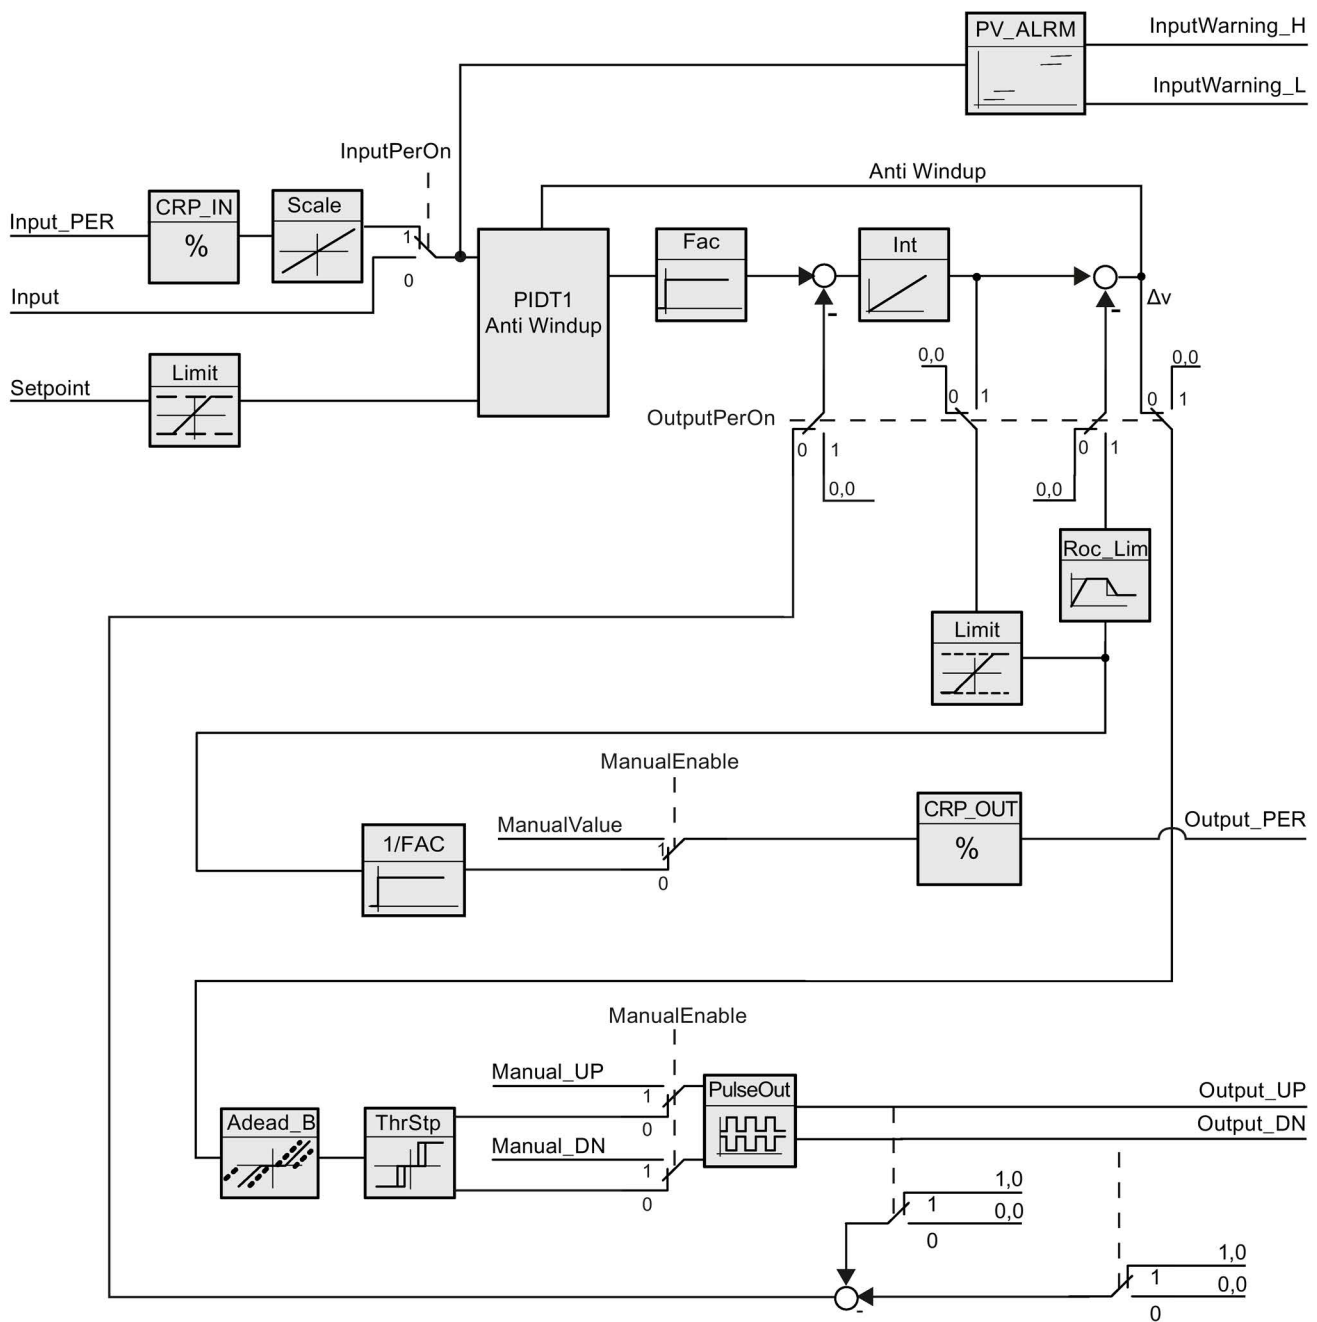 PV_ALRM
InputWarning_H
InputWarning_L
InputPerOn
Anti Windup
Input_PER
CRP_IN
%
Scale
1
0
Input
PIDT1
Anti Windup
Fac
Int
-
-
Δv
Setpoint
Limit
0,0
0,0
0
1
0
1
OutputPerOn
0
1
0
1
0,0
0,0
Roc_Lim
Limit
ManualEnable
ManualValue
1
0
1/FAC
CRP_OUT
%
Output_PER
ManualEnable
Manual_UP
1
0
Manual_DN
1
0
PulseOut
Output_UP
Output_DN
Adead_B
ThrStp
1,0
1
0,0
0
1,0
1
0,0
0
-